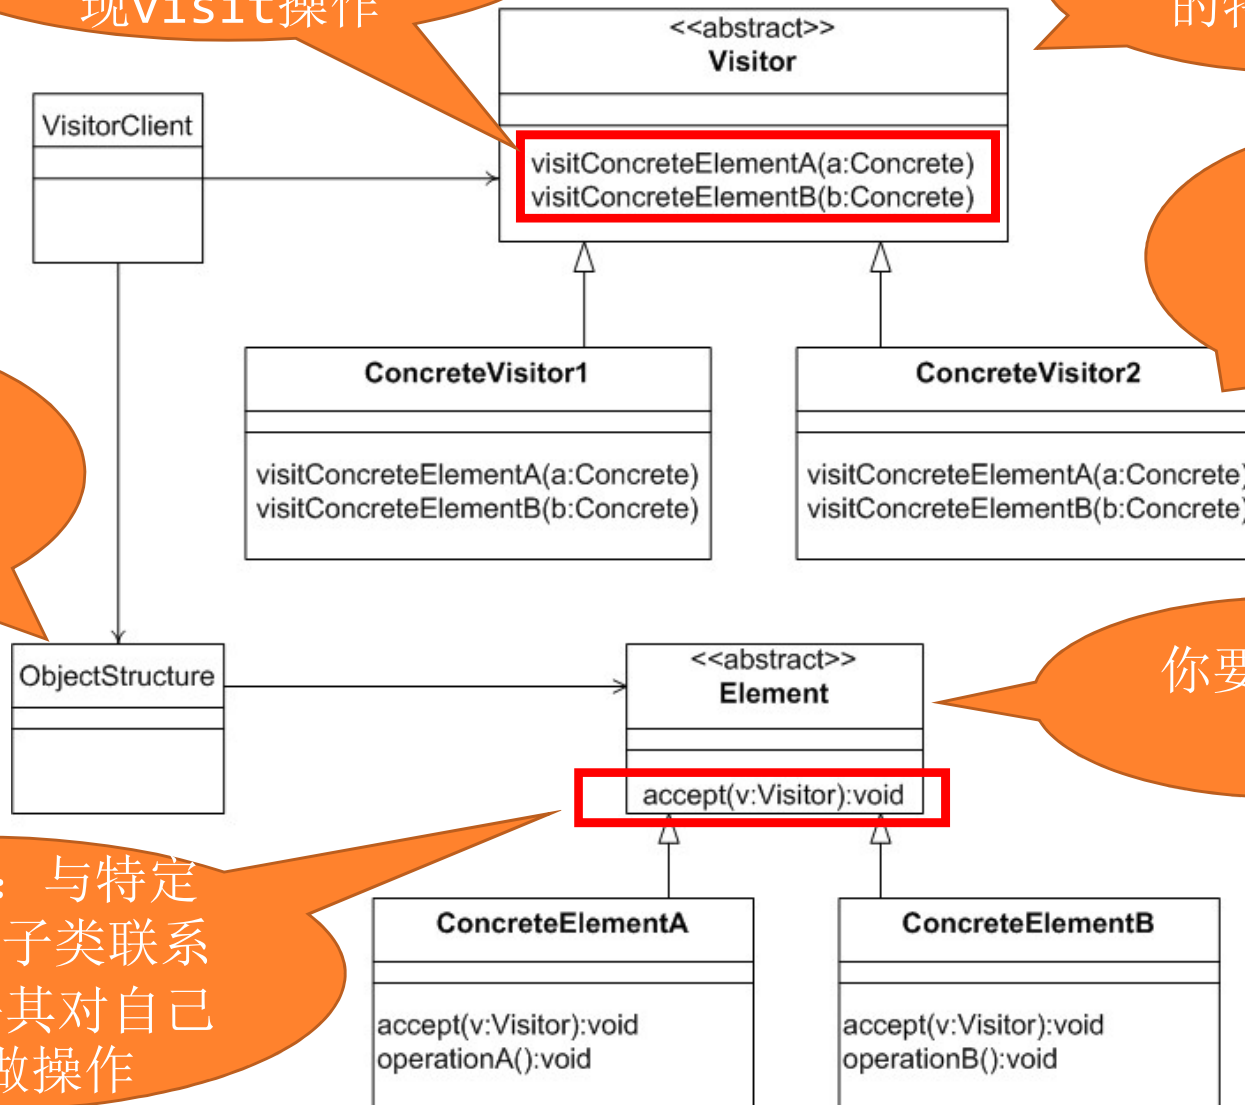 现Visit操作
的特
<<abstract>>
Visitor
visitConcreteElementA(a:Concrete)
visitConcreteElementB(b:Concrete)
VisitorClient
ConcreteVisitor1
visitConcreteElementA(a:Concrete)
visitConcreteElementB(b:Concrete)
ConcreteVisitor2
visitConcreteElementA(a:Concrete)
visitConcreteElementB(b:Concrete)
ObjectStructure
<<abstract>>
Element
accept(v:Visitor):void
你要
：与特定
子类联系
其对自己
做操作
ConcreteElementA
accept(v:Visitor):void
operationA():void
ConcreteElementB
accept(v:Visitor):void
operationB():void